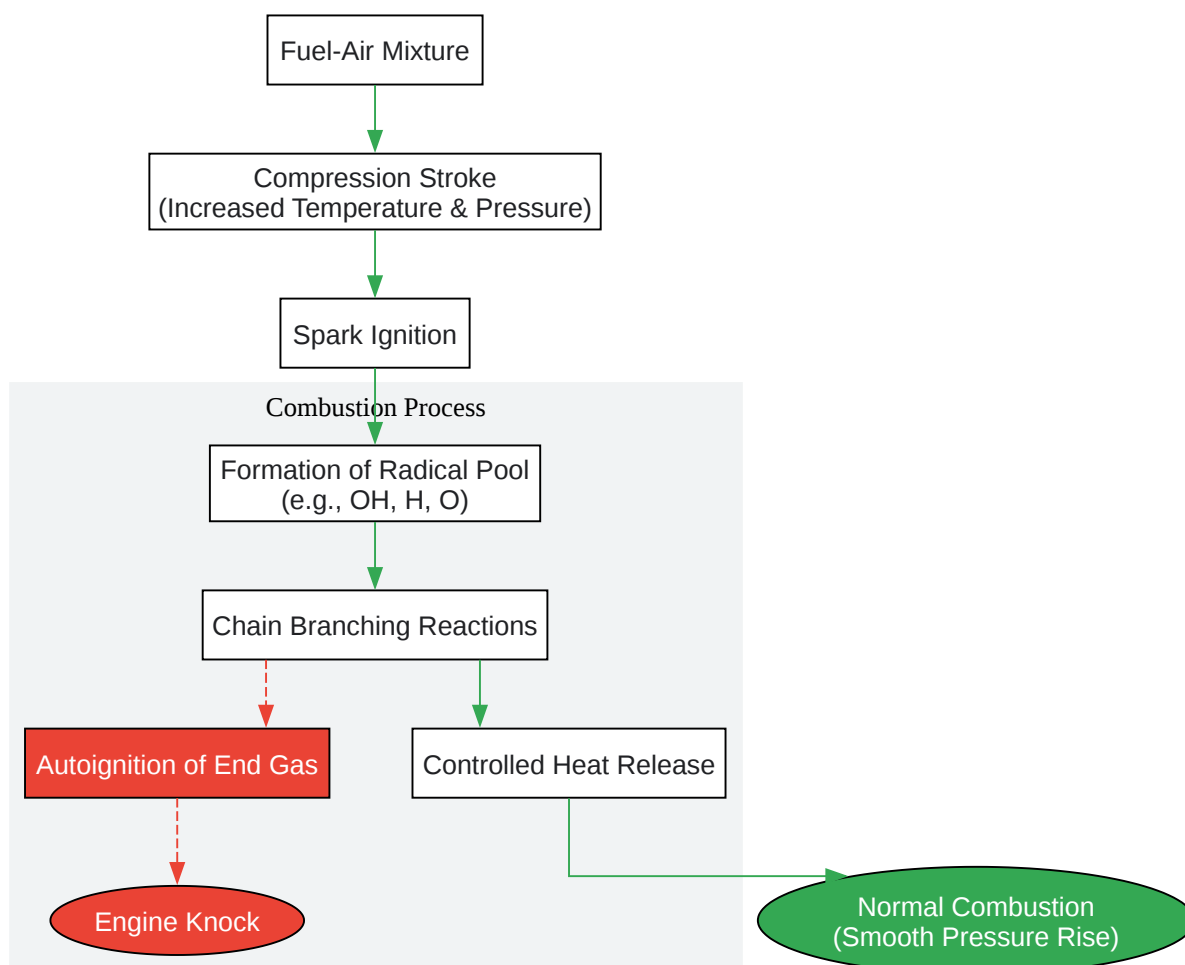 Fuel-Air Mixture
Compression Stroke
(Increased Temperature & Pressure)
Spark Ignition
Combustion Process
Formation of Radical Pool
(e.g., OH, H, O)
Chain Branching Reactions
Autoignition of End Gas
Controlled Heat Release
Engine Knock
Normal Combustion
(Smooth Pressure Rise)